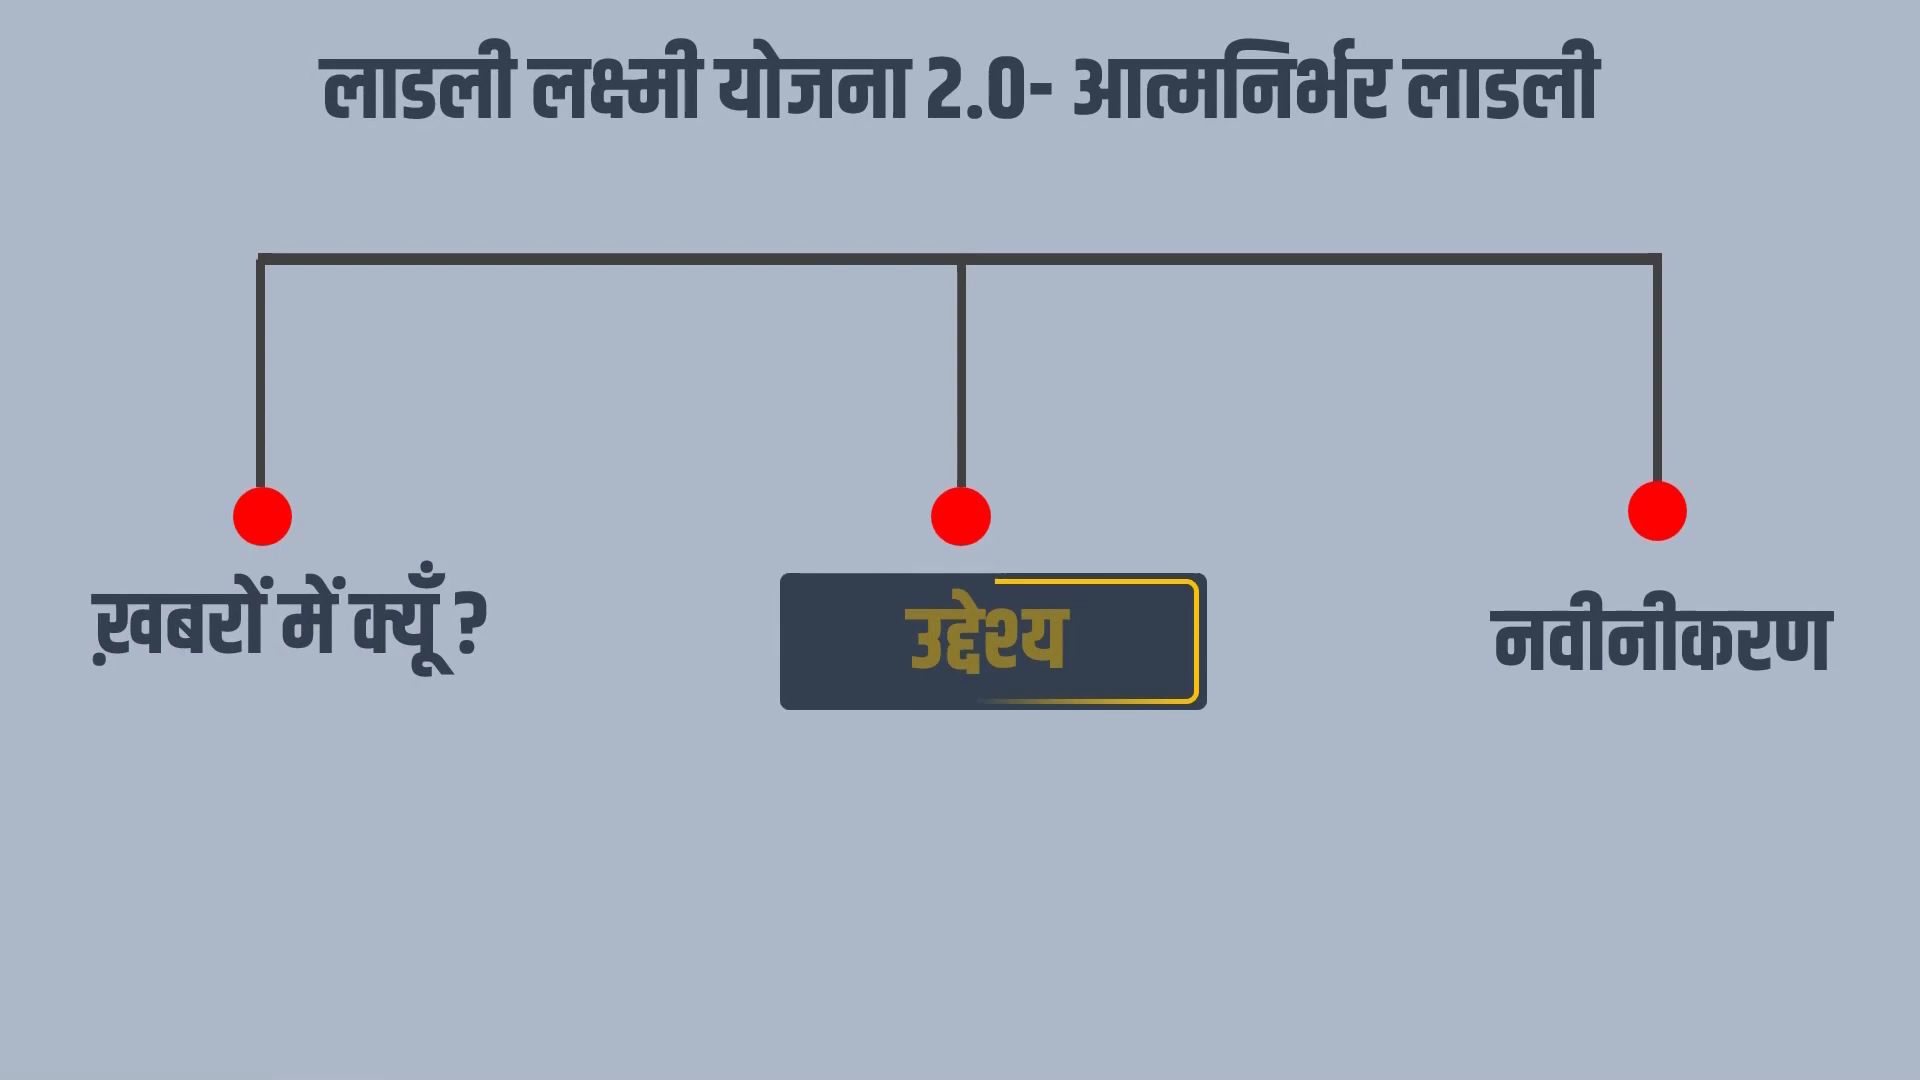 लाडली लक्ष्मी योजना 2.0- आत्मनिर्भर लाडली
ख़बरों में क्यूँ ?
उद्देश्य
नवीनीकरण